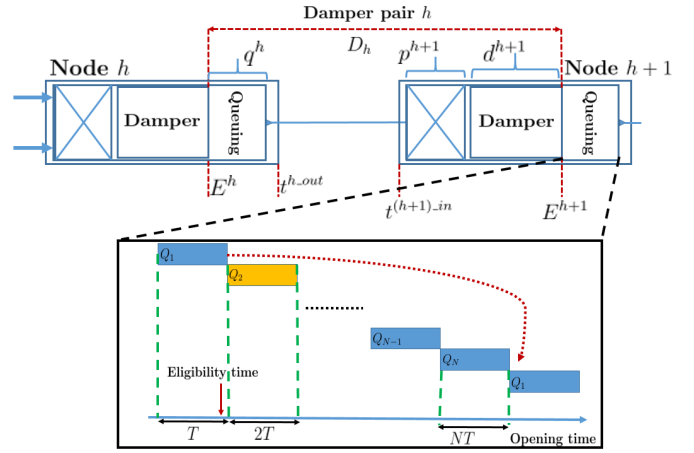 Damper pair $h$
$D_h$
Node $h$
$q^h$
$p^{h+1}$
$d^{h+1}$
Node $h+1$
Damper
Queuing
Damper
Queuing
$E^h$
$t^{h\_out}$
$t^{(h+1)\_in}$
$E^{h+1}$
$Q_1$
$Q_2$
$Q_{N-1}$
$Q_N$
$Q_1$
Eligibility time
$T$
$2T$
$NT$
Opening time